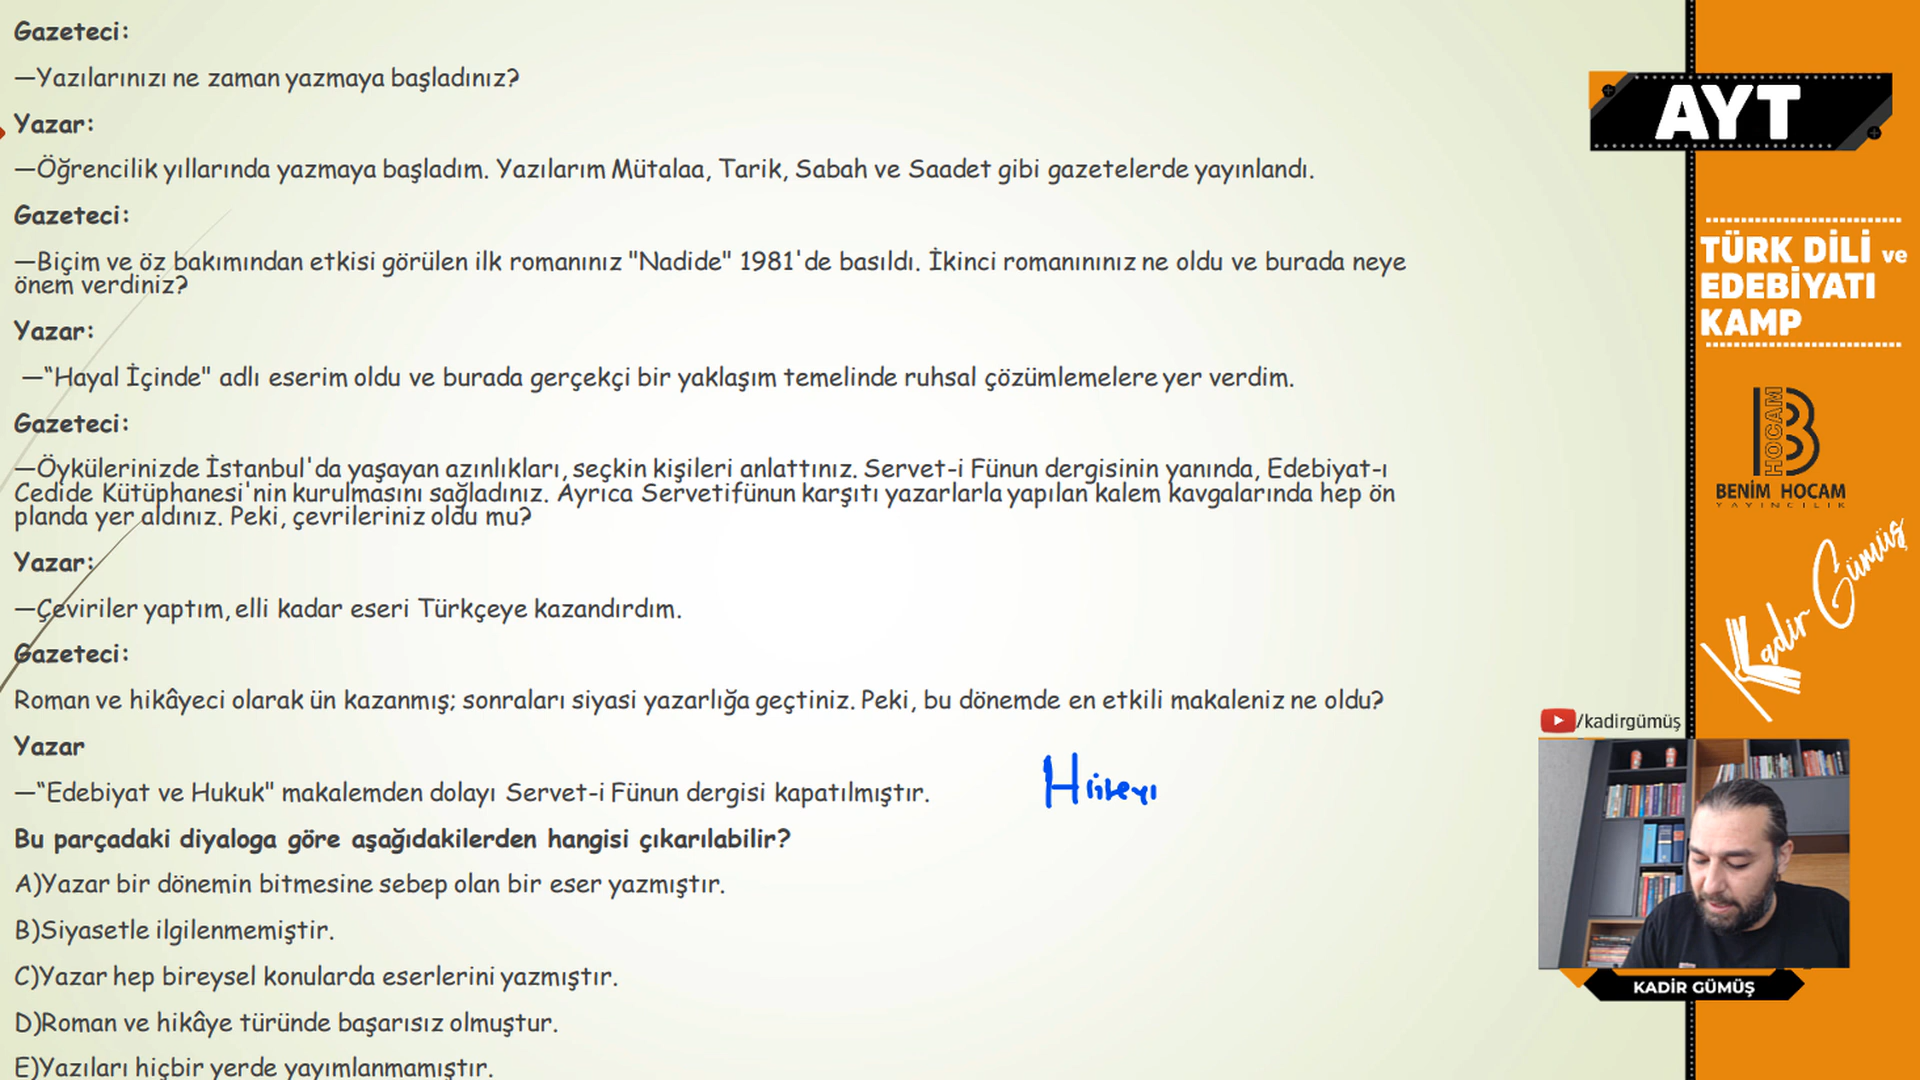 Gazeteci:
—Yazılarınızı ne zaman yazmaya başladınız?
Yazar:
—Öğrencilik yıllarında yazmaya başladım. Yazılarım Mütalaa, Tarik, Sabah ve Saadet gibi gazetelerde yayınlandı.
Gazeteci:
—Biçim ve öz bakımından etkisi görülen ilk romanınız "Nadide" 1981'de basıldı. İkinci romanınınız ne oldu ve burada neye
önem verdiniz?
Yazar:
—“Hayal İçinde" adlı eserim oldu ve burada gerçekçi bir yaklaşım temelinde ruhsal çözümlemelere yer verdim.
Gazeteci:
—Öykülerinizde İstanbul'da yaşayan azınlıkları, seçkin kişileri anlattınız. Servet-i Fünun dergisinin yanında, Edebiyat-ı
Cedide Kütüphanesi'nin kurulmasını sağladınız. Ayrıca Servetifünun karşıtı yazarlarla yapılan kalem kavgalarında hep ön
planda yer aldınız. Peki, çevrileriniz oldu mu?
Yazar:
—Çeviriler yaptım, elli kadar eseri Türkçeye kazandırdım.
Gazeteci:
Roman ve hikâyeci olarak ün kazanmış; sonraları siyasi yazarlığa geçtiniz. Peki, bu dönemde en etkili makaleniz ne oldu?
Yazar
—“Edebiyat ve Hukuk" makalemden dolayı Servet-i Fünun dergisi kapatılmıştır.
Bu parçadaki diyaloga göre aşağıdakilerden hangisi çıkarılabilir?
A)Yazar bir dönemin bitmesine sebep olan bir eser yazmıştır.
B)Siyasetle ilgilenmemiştir.
C)Yazar hep bireysel konularda eserlerini yazmıştır.
D)Roman ve hikâye türünde başarısız olmuştur.
E)Yazıları hiçbir yerde yayımlanmamıştır.
AYT
TÜRK DİLİ ve
EDEBİYATI
KAMP
B HOCAM
BENİM HOCAM
YAYINCILIK
Kadir Gümüş
/kadirgümüş
KADİR GÜMÜŞ